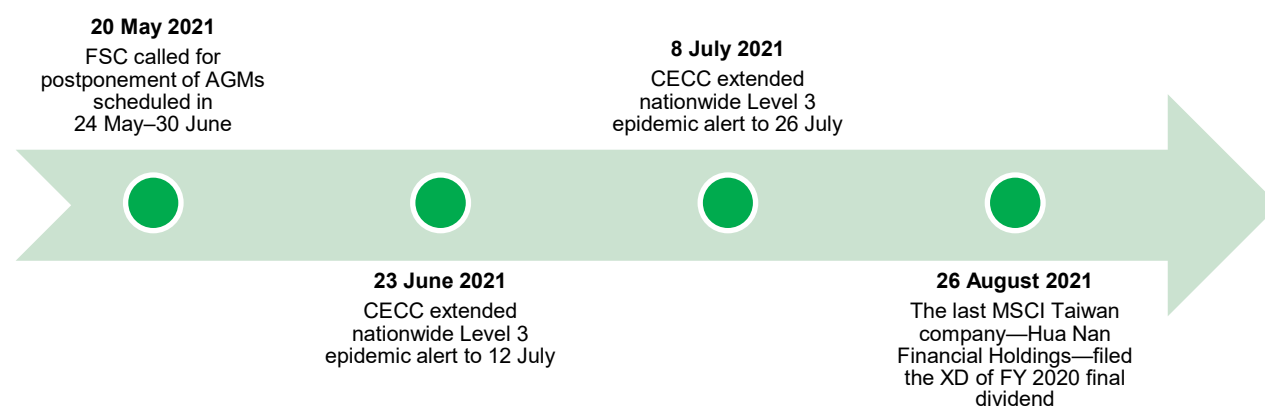 20 May 2021
FSC called for
postponement of AGMs
scheduled in
24 May–30 June
23 June 2021
CECC extended
nationwide Level 3
epidemic alert to 12 July
8 July 2021
CECC extended
nationwide Level 3
epidemic alert to 26 July
26 August 2021
The last MSCI Taiwan
company—Hua Nan
Financial Holdings—filed
the XD of FY 2020 final
dividend